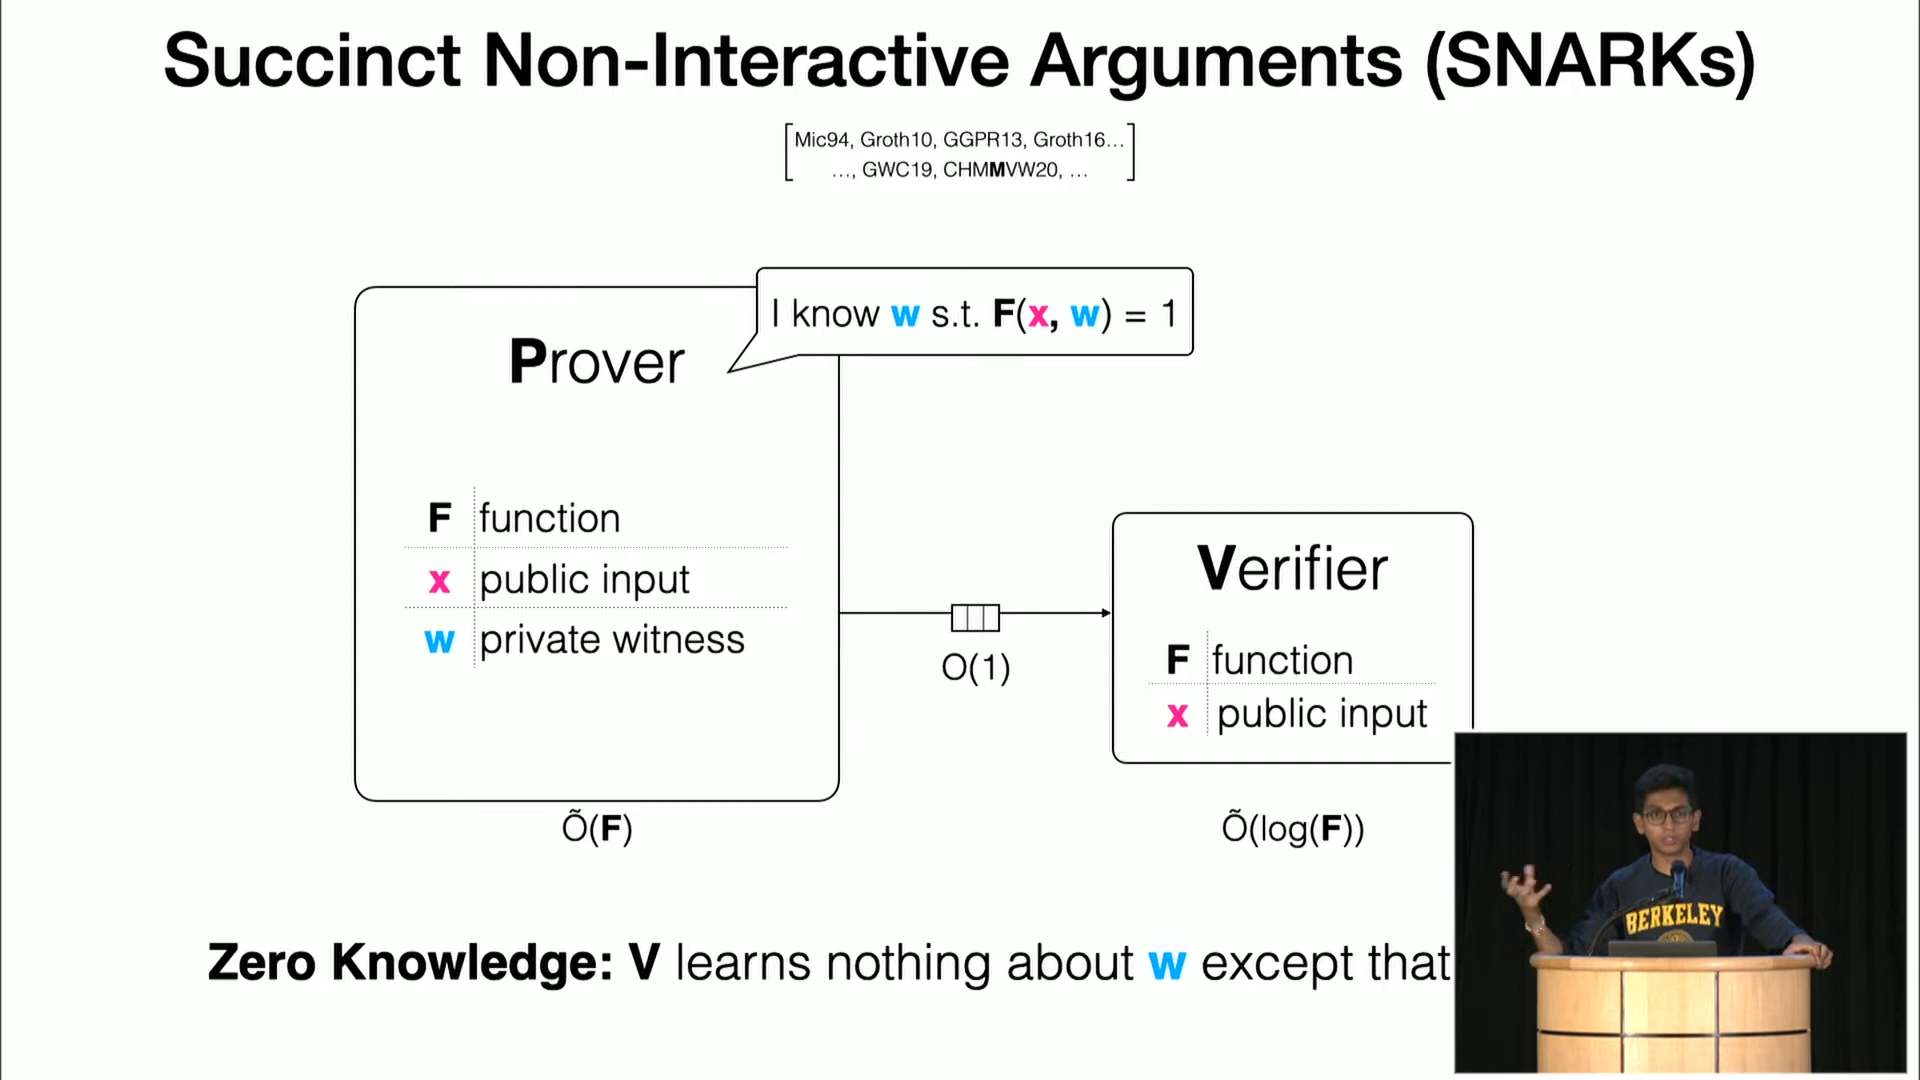 Succinct Non-Interactive Arguments (SNARKs)
Mic94, Groth10, GGPR13, Groth16...
..., GWC19, CHMMVW20, ...
I know w s.t. F(x, w) = 1
Prover
F function
x public input
w private witness
Õ(F)
O(1)
Verifier
F function
x public input
Õ(log(F))
Zero Knowledge: V learns nothing about w except that
BERKELEY